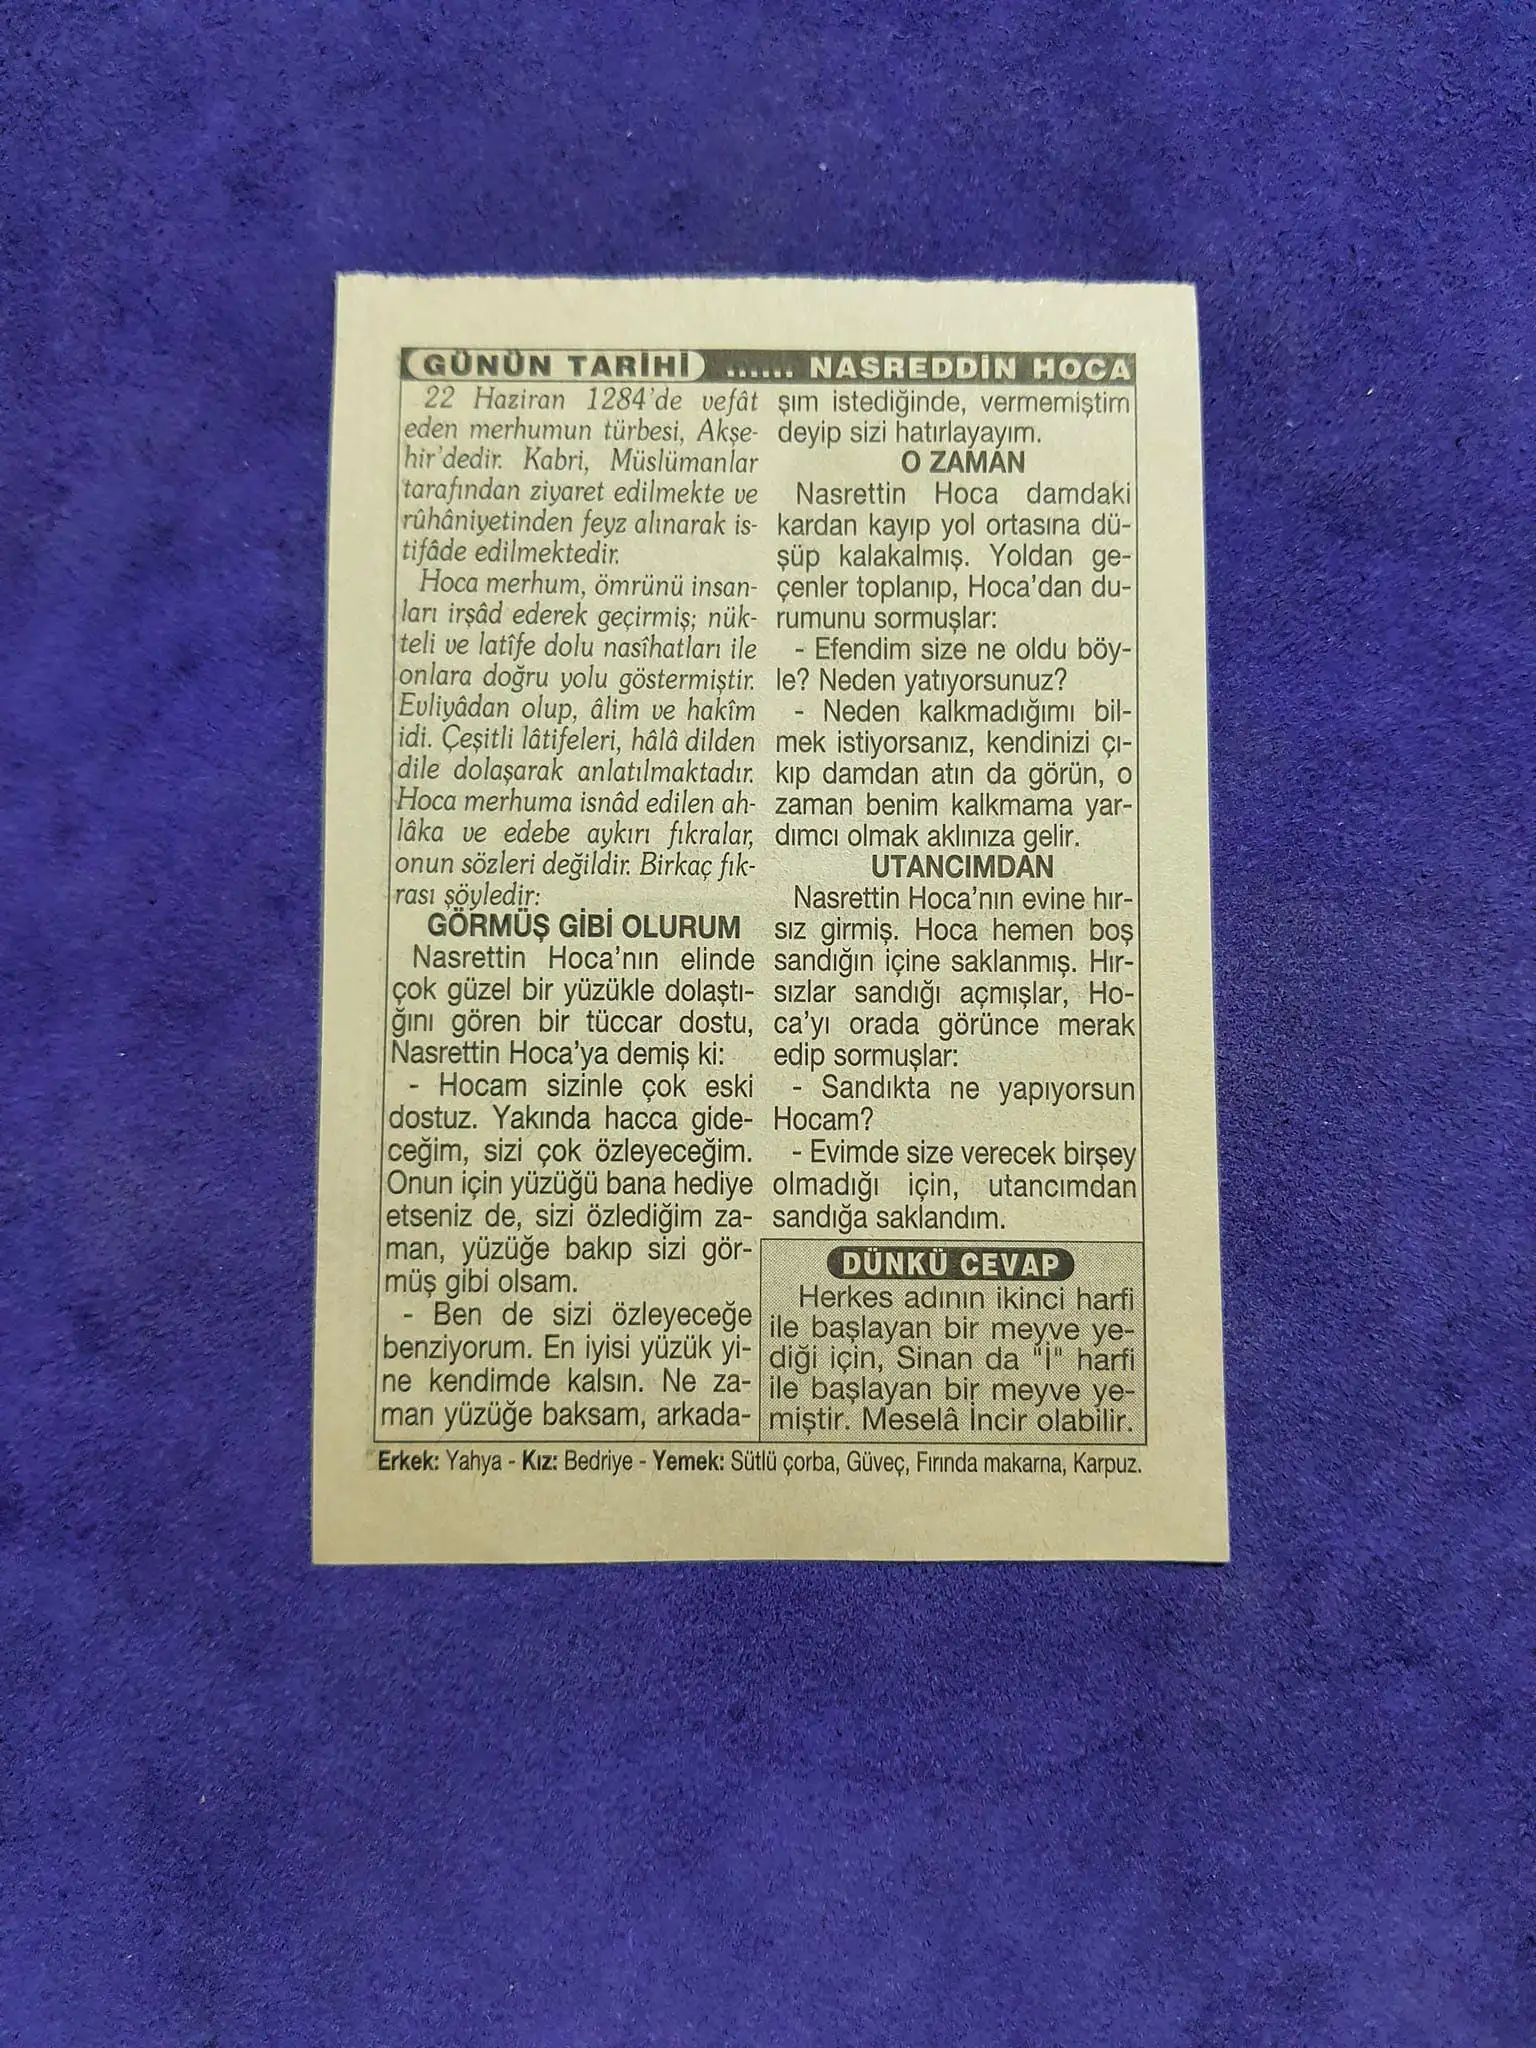 GÜNÜN TARİHİ ...... NASREDDİN HOCA
22 Haziran 1284'de vefât
eden merhumun türbesi, Akşe-
hir'dedir. Kabri, Müslümanlar
tarafından ziyaret edilmekte ve
rûhâniyetinden feyz alınarak is-
tifâde edilmektedir.
Hoca merhum, ömrünü insan-
ları irşâd ederek geçirmiş; nük-
teli ve latîfe dolu nasîhatları ile
onlara doğru yolu göstermiştir.
Evliyâdan olup, âlim ve hakîm
idi. Çeşitli lâtifeleri, hâlâ dilden
dile dolaşarak anlatılmaktadır.
Hoca merhuma isnâd edilen ah-
lâka ve edebe aykırı fıkralar,
onun sözleri değildir. Birkaç fık-
rası şöyledir:
GÖRMÜŞ GİBİ OLURUM
Nasrettin Hoca'nın elinde
çok güzel bir yüzükle dolaştı-
ğını gören bir tüccar dostu,
Nasrettin Hoca'ya demiş ki:
- Hocam sizinle çok eski
dostuz. Yakında hacca gide-
ceğim, sizi çok özleyeceğim.
Onun için yüzüğü bana hediye
etseniz de, sizi özlediğim za-
man, yüzüğe bakıp sizi gör-
müş gibi olsam.
- Ben de sizi özleyeceğe
benziyorum. En iyisi yüzük yi-
ne kendimde kalsın. Ne za-
man yüzüğe baksam, arkada-
şım istediğinde, vermemiştim
deyip sizi hatırlayayım.
O ZAMAN
Nasrettin Hoca damdaki
kardan kayıp yol ortasına dü-
şüp kalakalmış. Yoldan ge-
çenler toplanıp, Hoca'dan du-
rumunu sormuşlar:
- Efendim size ne oldu böy-
le? Neden yatıyorsunuz?
- Neden kalkmadığımı bil-
mek istiyorsanız, kendinizi çı-
kıp damdan atın da görün, o
zaman benim kalkmama yar-
dımcı olmak aklınıza gelir.
UTANCIMDAN
Nasrettin Hoca'nın evine hır-
sız girmiş. Hoca hemen boş
sandığın içine saklanmış. Hır-
sızlar sandığı açmışlar, Ho-
ca'yı orada görünce merak
edip sormuşlar:
- Sandıkta ne yapıyorsun
Hocam?
- Evimde size verecek birşey
olmadığı için, utancımdan
sandığa saklandım.
DÜNKÜ CEVAP
Herkes adının ikinci harfi
ile başlayan bir meyve ye-
diği için, Sinan da "İ" harfi
ile başlayan bir meyve ye-
miştir. Meselâ İncir olabilir.
Erkek: Yahya - Kız: Bedriye - Yemek: Sütlü çorba, Güveç, Fırında makarna, Karpuz.